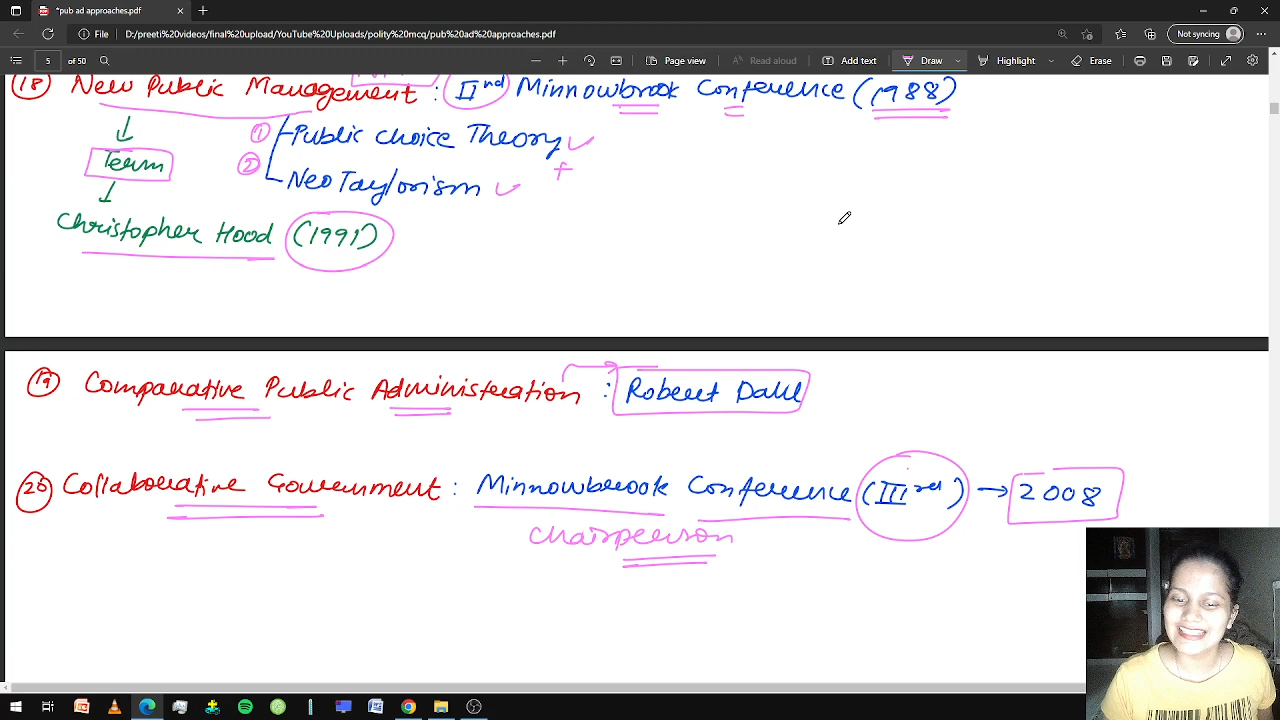 *pub ad approaches.pdf
File D:/preeti%20videos/final%20upload/YouTube%20Uploads/polity%20mcq/pub%20ad%20approaches.pdf
Not syncing
5 of 50
Page view
Read aloud
Add text
Draw
Highlight
Erase
(18) New Public Management : IInd Minnowbrook Conference (1988)
① Public Choice Theory
+
Term
② Neo Taylorism
Christopher Hood (1991)
(19) Comparative Public Administration : Robert Dahl
(20) Collaborative Government : Minnowbrook Conference (IIIrd) → 2008
Chairperson